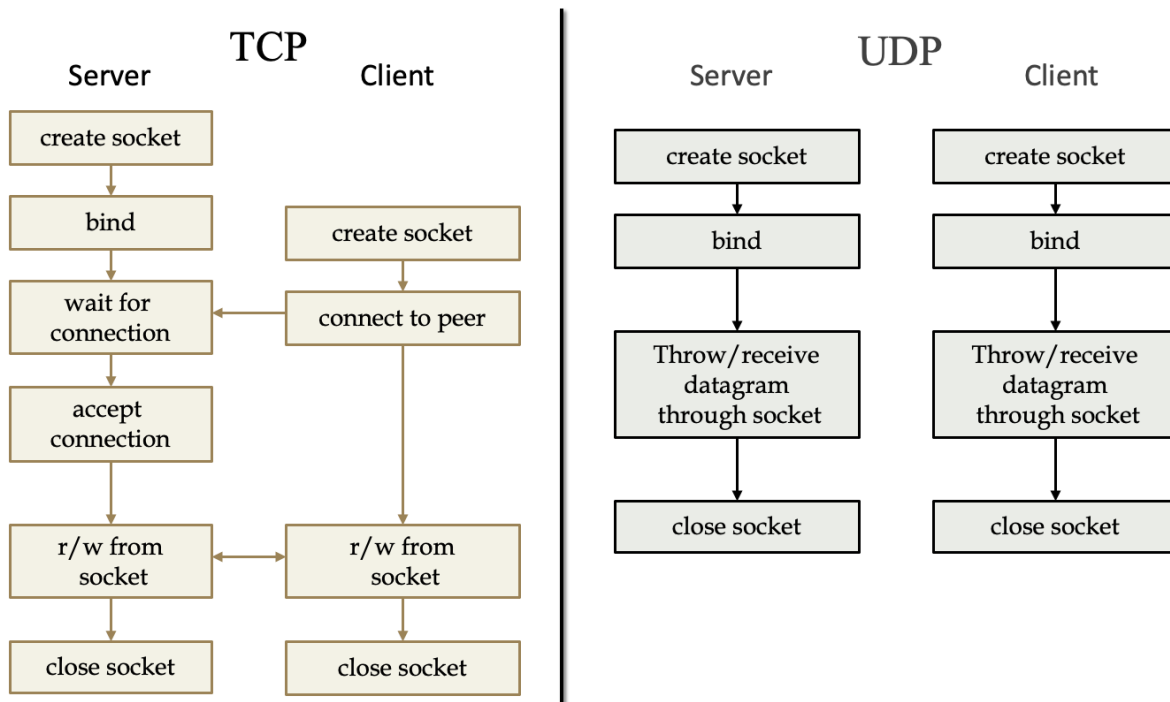 TCP
Server
Client
create socket
bind
wait for
connection
accept
connection
r/w from
socket
close socket
create socket
connect to peer
r/w from
socket
close socket
UDP
Server
Client
create socket
bind
Throw/receive
datagram
through socket
close socket
create socket
bind
Throw/receive
datagram
through socket
close socket